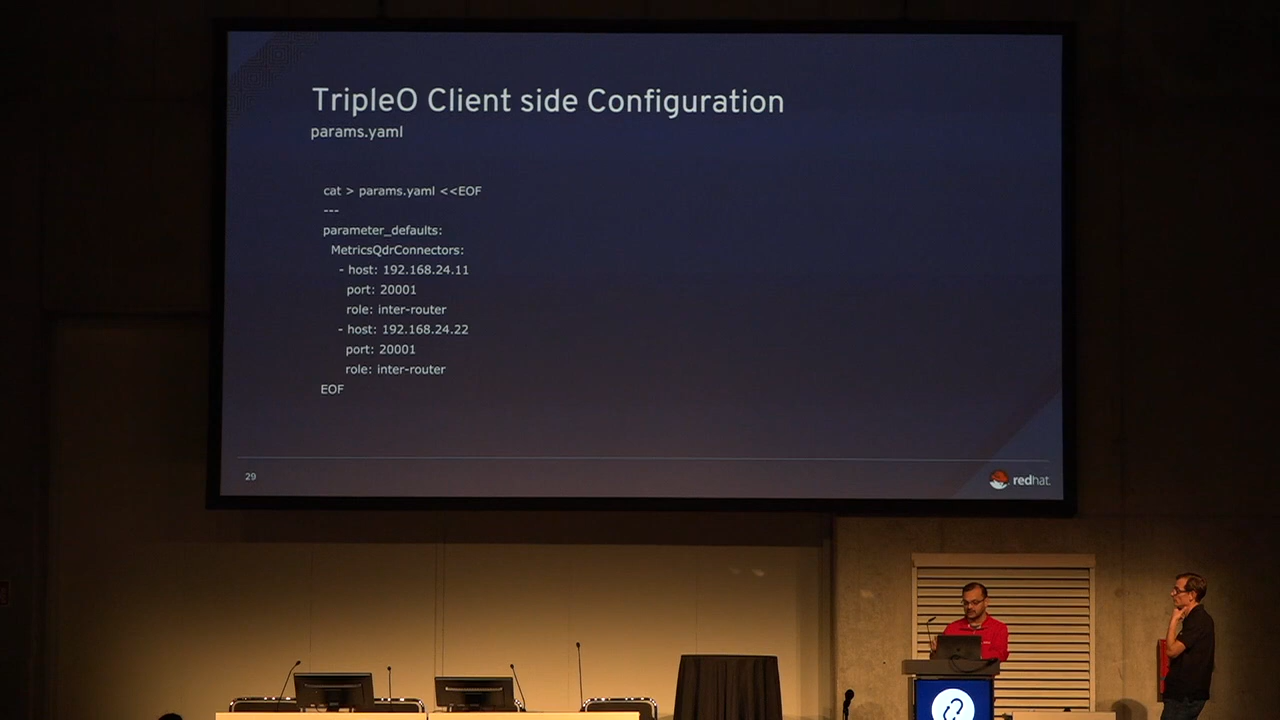 TripleO Client side Configuration
params.yaml
cat > params.yaml <<EOF
---
parameter_defaults:
MetricsQdrConnectors:
- host: 192.168.24.11
port: 20001
role: inter-router
- host: 192.168.24.22
port: 20001
role: inter-router
EOF
29
redhat.